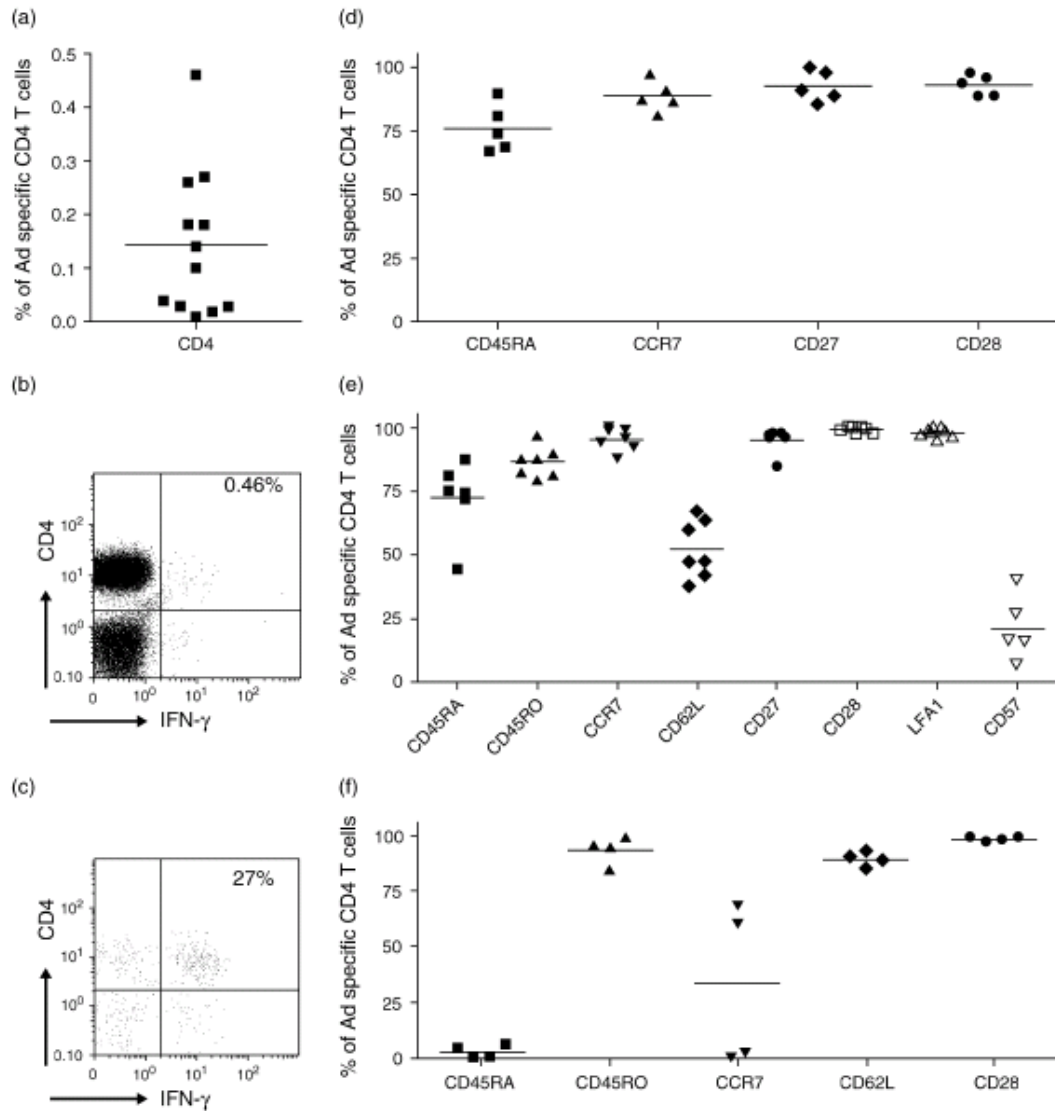 (a)
% of Ad specific CD4 T cells
0.5
0.4
0.3
0.2
0.1
0.0
CD4
(d)
% of Ad specific CD4 T cells
100
75
50
25
0
CD45RA CCR7 CD27 CD28
(b)
0.46%
CD4
10²
10¹
10⁰
0.10
0 10⁰ 10¹ 10²
IFN-γ
(e)
% of Ad specific CD4 T cells
100
75
50
25
0
CD45RA CD45RO CCR7 CD62L CD27 CD28 LFA1 CD57
(c)
27%
CD4
10²
10¹
10⁰
0.10
0 10⁰ 10¹ 10²
IFN-γ
(f)
% of Ad specific CD4 T cells
100
75
50
25
0
CD45RA CD45RO CCR7 CD62L CD28